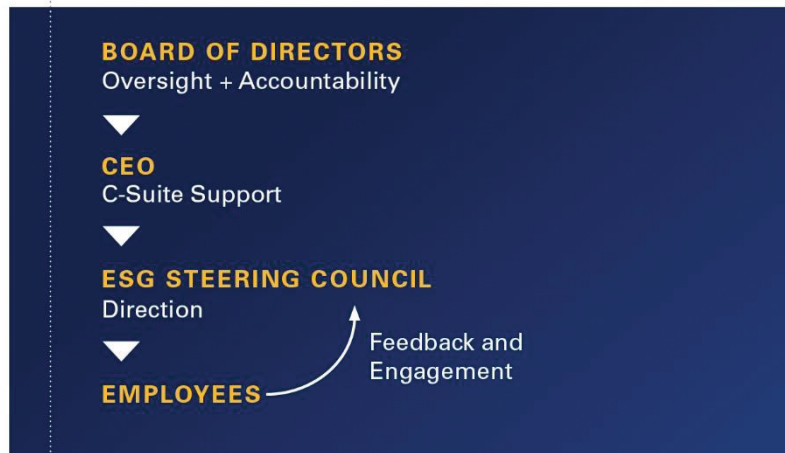 BOARD OF DIRECTORS
Oversight + Accountability
CEO
C-Suite Support
ESG STEERING COUNCIL
Direction
Feedback and
Engagement
EMPLOYEES